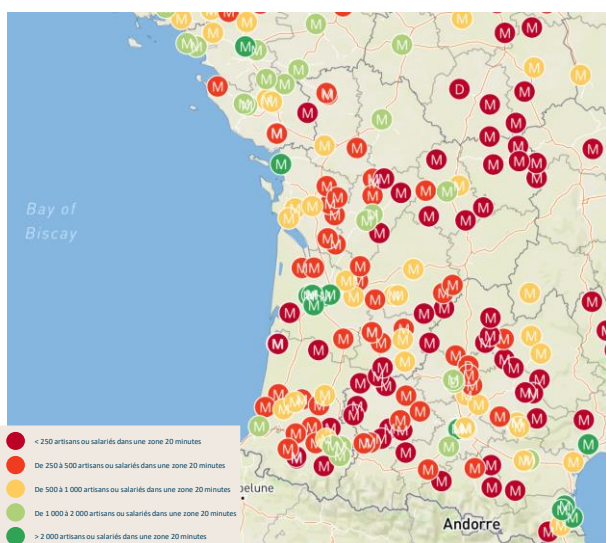 Bay of
Biscay
< 250 artisans ou salariés dans une zone 20 minutes
De 250 à 500 artisans ou salariés dans une zone 20 minutes
De 500 à 1 000 artisans ou salariés dans une zone 20 minutes
De 1 000 à 2 000 artisans ou salariés dans une zone 20 minutes
> 2 000 artisans ou salariés dans une zone 20 minutes
pelune
Andorre